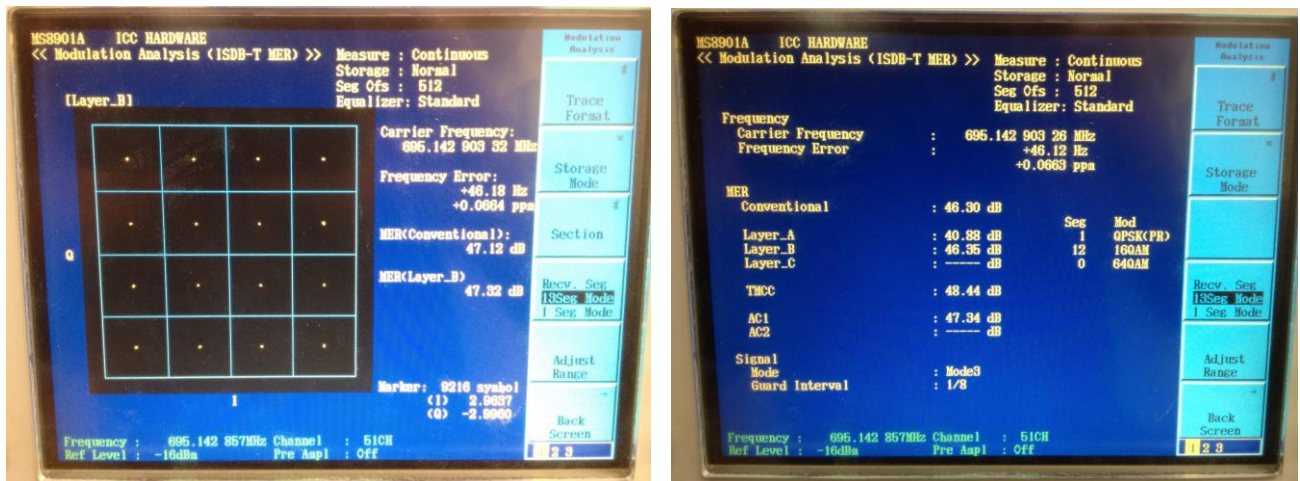 MS8901A ICC HARDWARE
<< Modulation Analysis (ISDB-T MER) >>
Measure : Continuous
Storage : Normal
Seg Ofs : 512
Equalizer: Standard
[Layer_B]
Carrier Frequency:
695.142 903 32 MHz
Frequency Error:
+46.18 Hz
+0.0664 ppm
MER(Conventional):
47.12 dB
MER(Layer_B)
47.32 dB
Q
I
Marker: 9216 symbol
(I) 2.9637
(Q) -2.9960
Frequency : 695.142 857MHz Channel : 51CH
Ref Level : -16dBm Pre Ampl : Off
Modulation
Analysis
#
Trace
Format
*
Storage
Mode
#
Section
Recv. Seg
13Seg Mode
1 Seg Mode
Adjust
Range
→
Back
Screen
1 2 3
MS8901A ICC HARDWARE
<< Modulation Analysis (ISDB-T MER) >>
Measure : Continuous
Storage : Normal
Seg Ofs : 512
Equalizer: Standard
Frequency
Carrier Frequency : 695.142 903 26 MHz
Frequency Error : +46.12 Hz
+0.0663 ppm
MER
Conventional : 46.30 dB
Seg Mod
Layer_A : 40.88 dB 1 QPSK(PR)
Layer_B : 46.35 dB 12 16QAM
Layer_C : ----- dB 0 64QAM
TMCC : 48.44 dB
AC1 : 47.34 dB
AC2 : ----- dB
Signal
Mode : Mode3
Guard Interval : 1/8
Frequency : 695.142 857MHz Channel : 51CH
Ref Level : -16dBm Pre Ampl : Off
Modulation
Analysis
#
Trace
Format
*
Storage
Mode
Recv. Seg
13Seg Mode
1 Seg Mode
Adjust
Range
→
Back
Screen
1 2 3